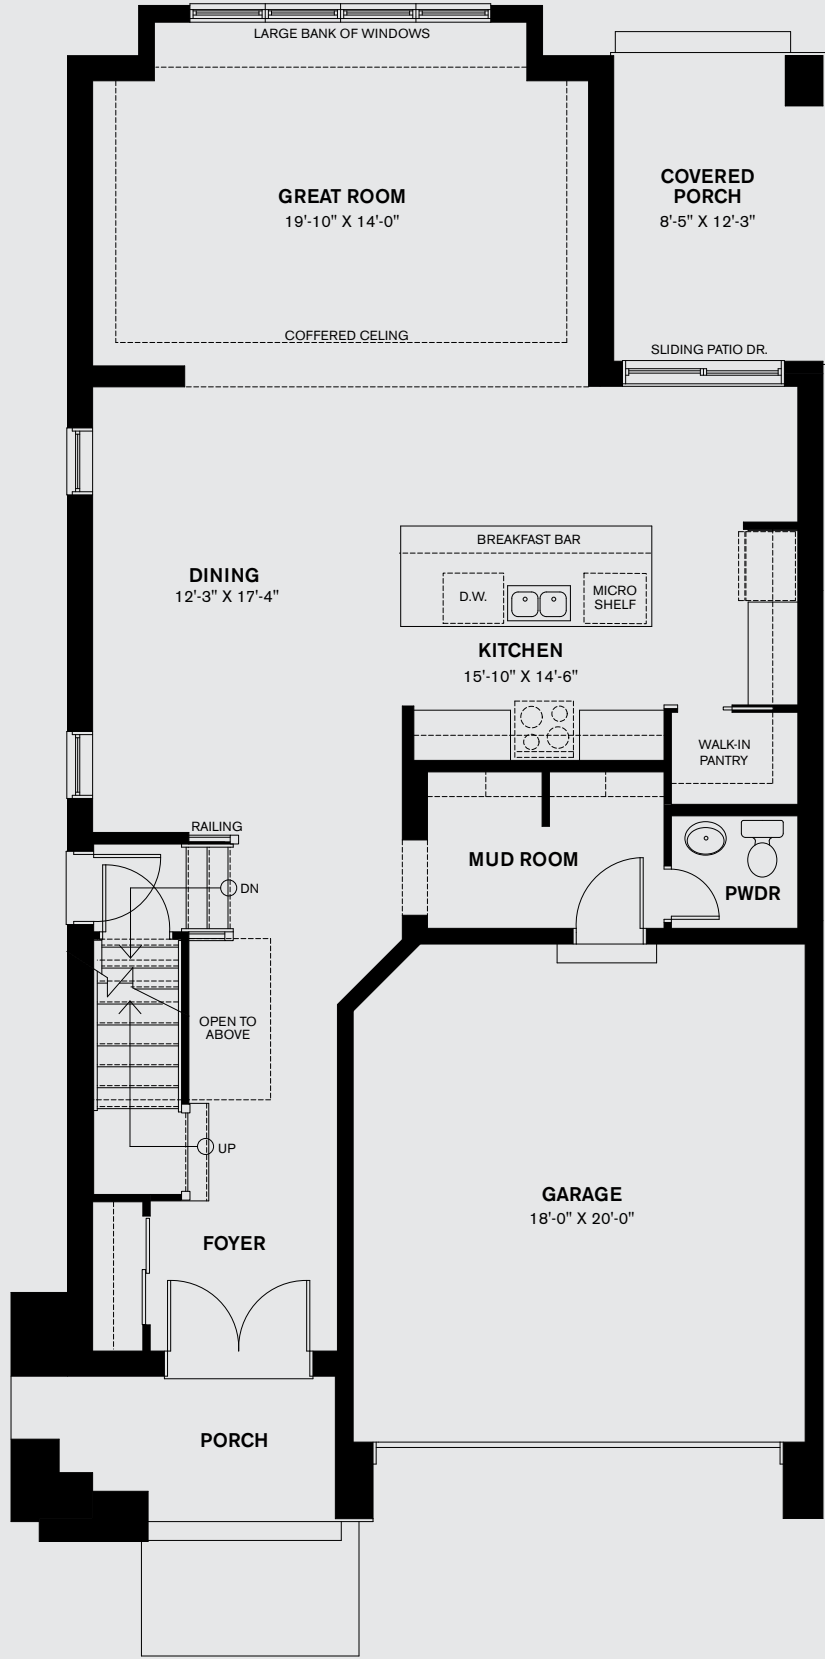 LARGE BANK OF WINDOWS
GREAT ROOM
19'-10" X 14'-0"
COVERED
PORCH
8'-5" X 12'-3"
COFFERED CELING
SLIDING PATIO DR.
BREAKFAST BAR
DINING
12'-3" X 17'-4"
D.W.
MICRO
SHELF
KITCHEN
15'-10" X 14'-6"
WALK-IN
PANTRY
RAILING
MUD ROOM
DN
PWDR
OPEN TO
ABOVE
UP
GARAGE
18'-0" X 20'-0"
FOYER
PORCH